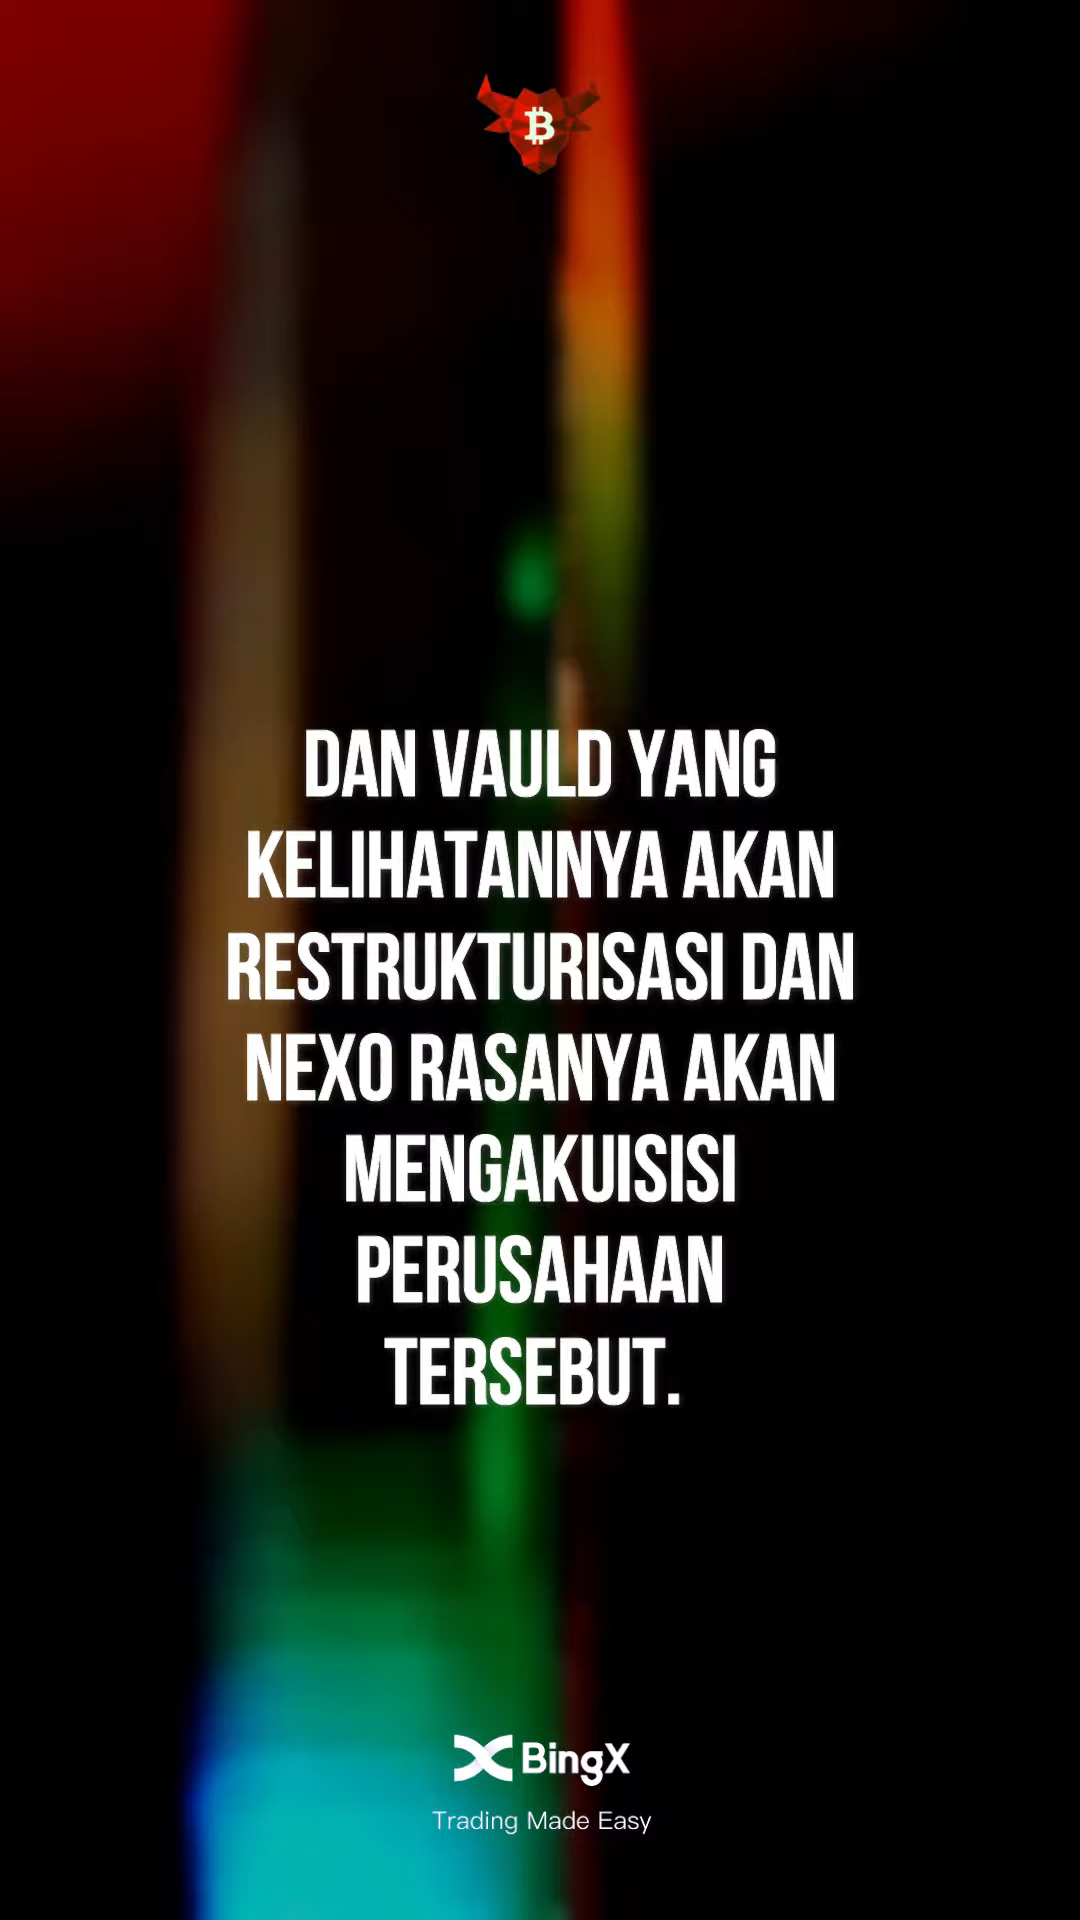 DAN VAULD YANG
KELIHATANNYA AKAN
RESTRUKTURISASI DAN
NEXO RASANYA AKAN
MENGAKUISISI
PERUSAHAAN
TERSEBUT.
BingX
Trading Made Easy